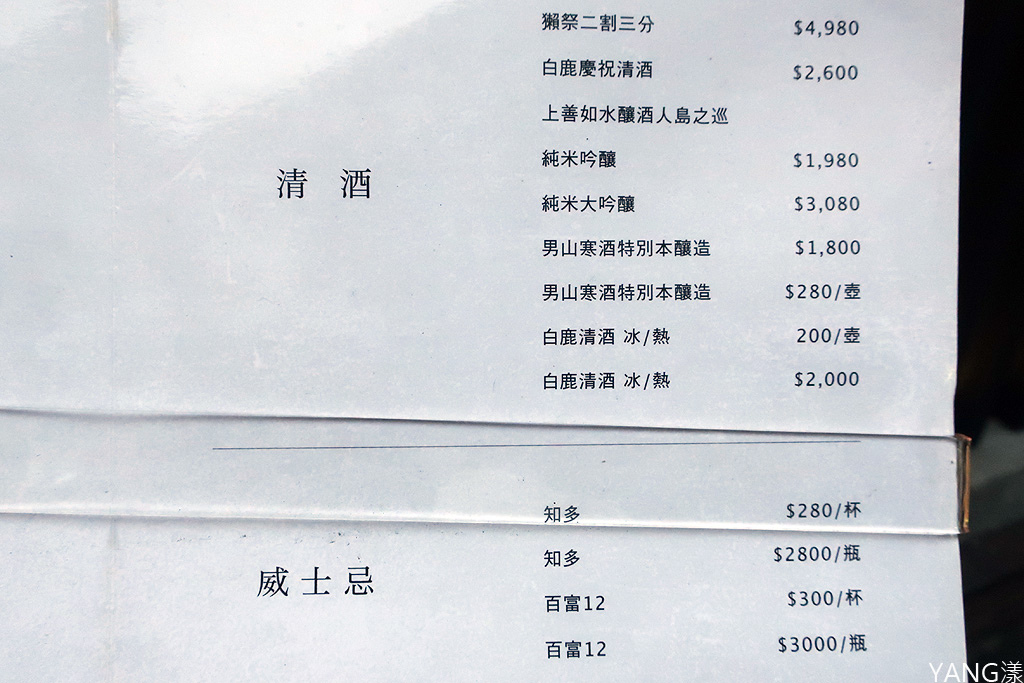 獺祭二割三分 $4,980
白鹿慶祝清酒 $2,600
上善如水釀酒人島之巡
清 酒
純米吟釀 $1,980
純米大吟釀 $3,080
男山寒酒特別本釀造 $1,800
男山寒酒特別本釀造 $280/壺
白鹿清酒 冰/熱 200/壺
白鹿清酒 冰/熱 $2,000
知多 $280/杯
知多 $2800/瓶
威士忌
百富12 $300/杯
百富12 $3000/瓶
YANG漾